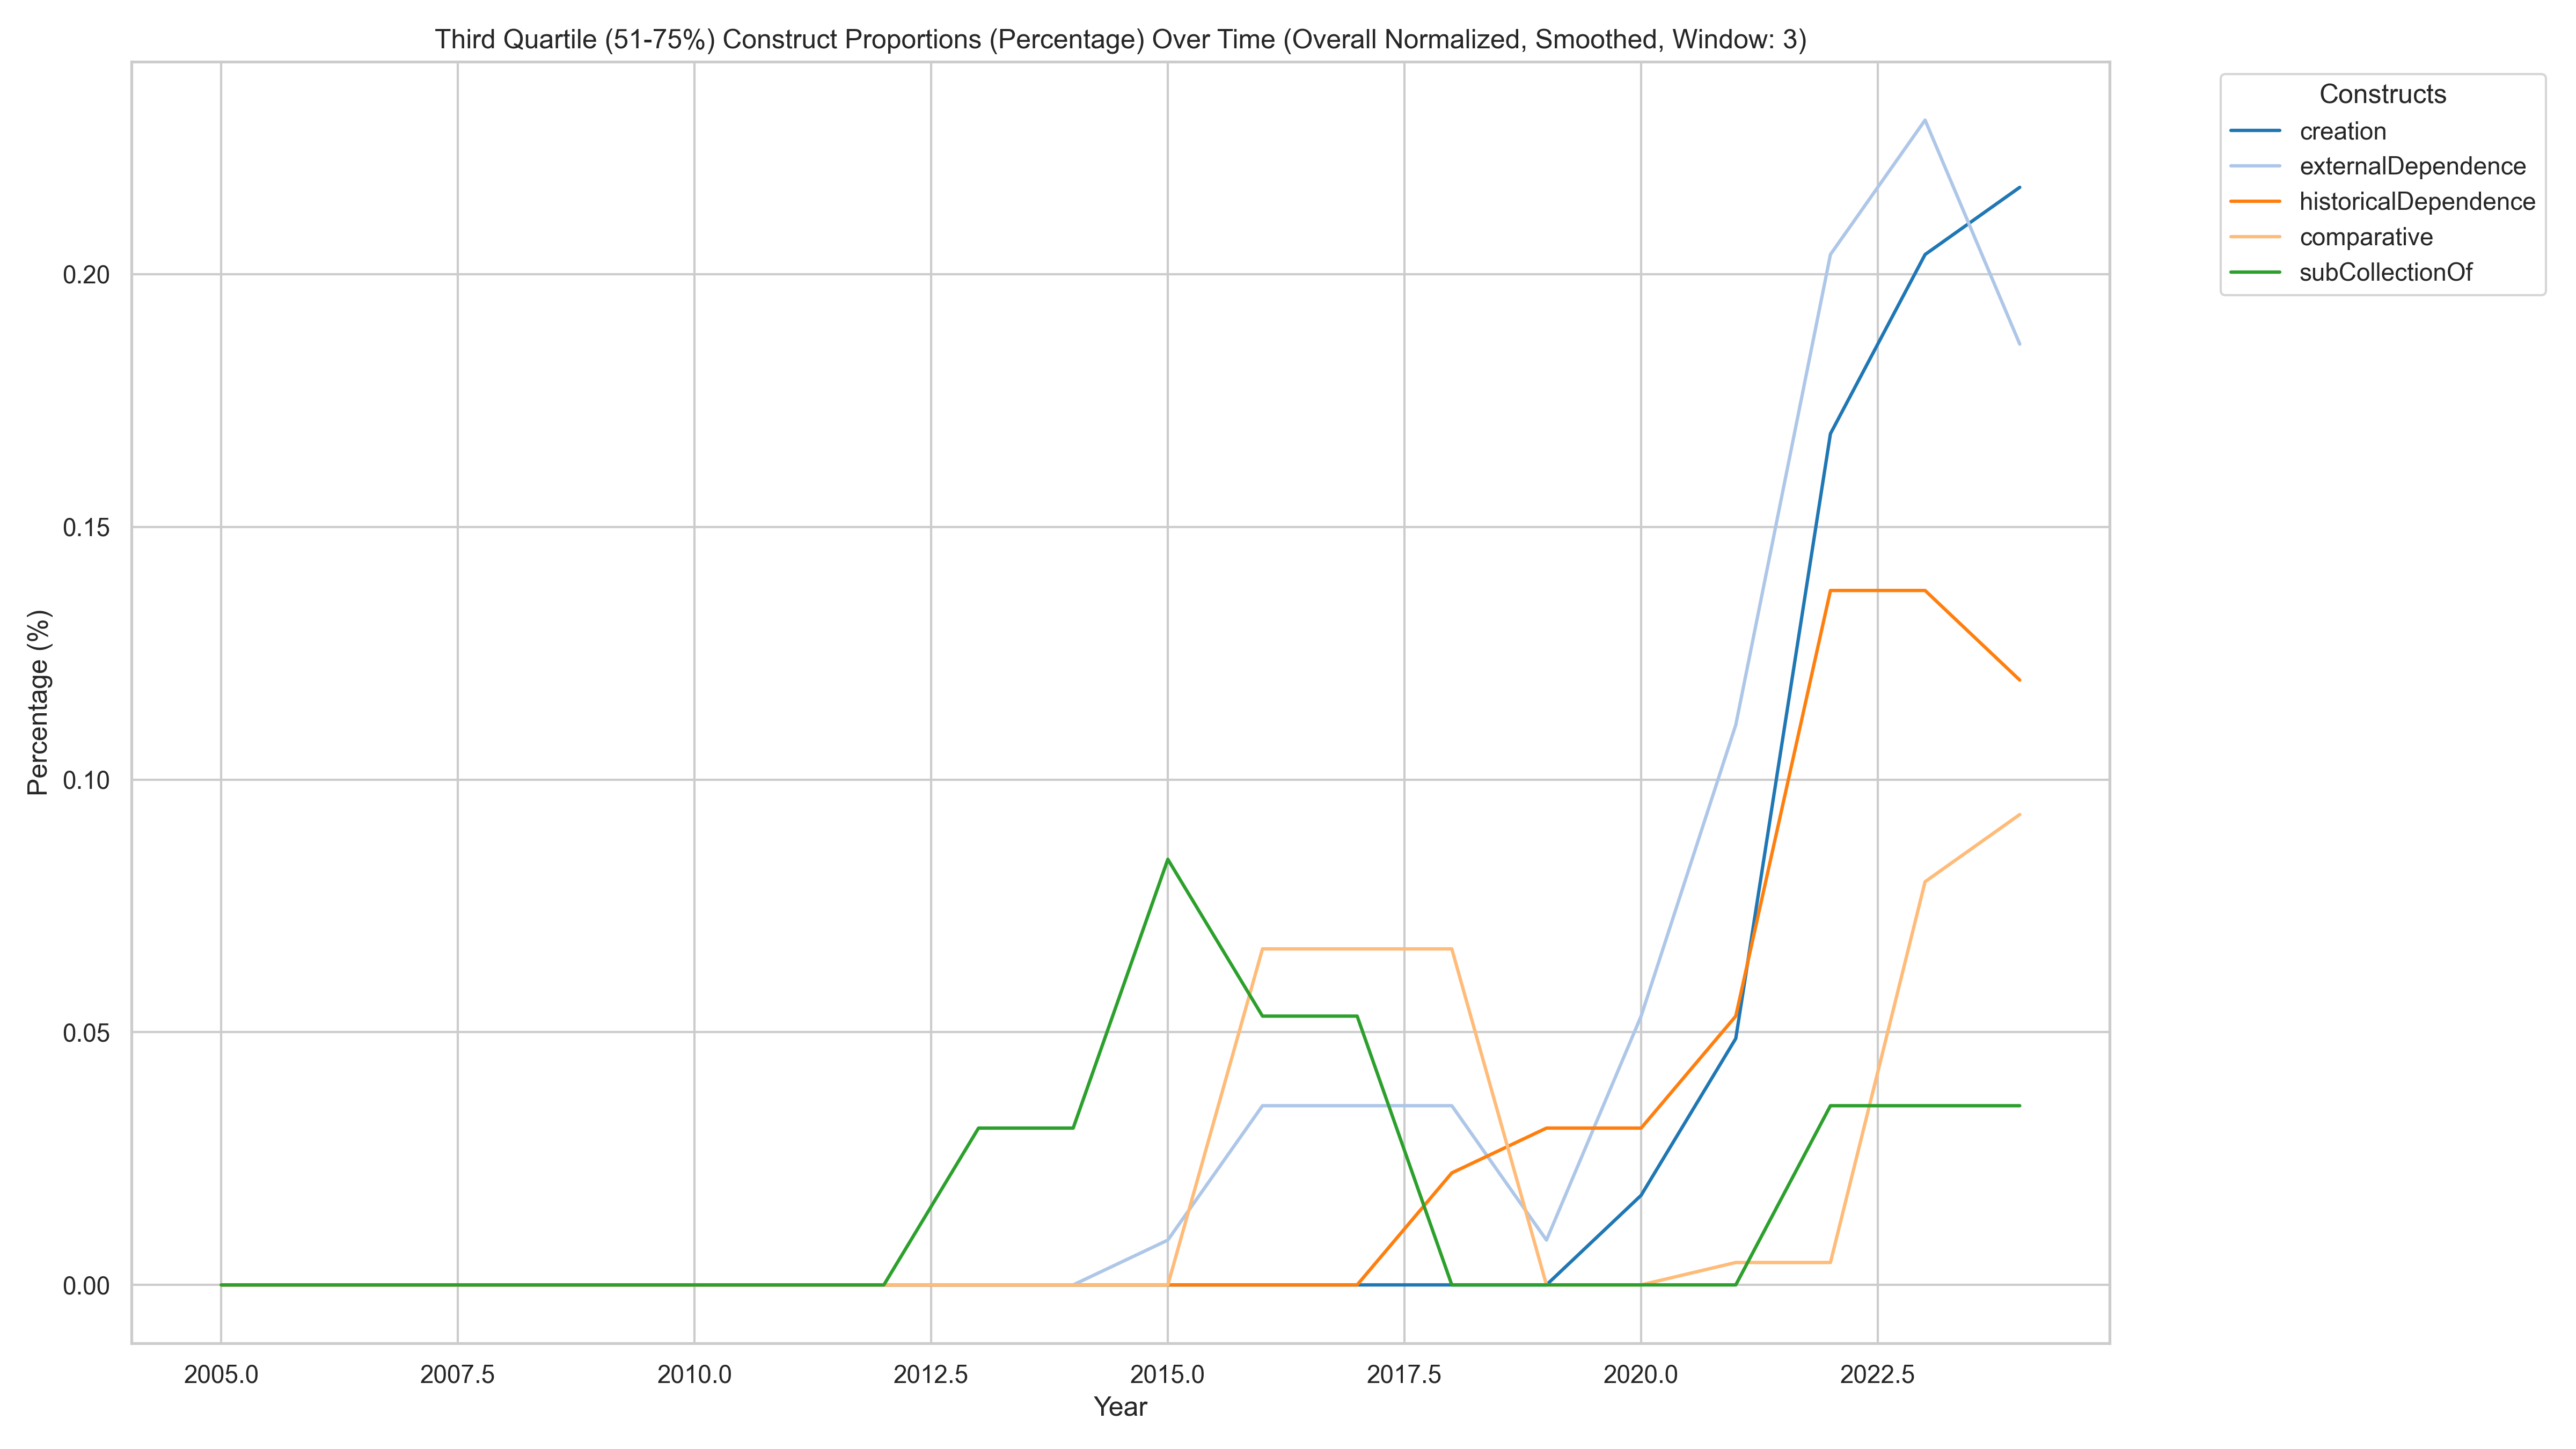 Third Quartile (51-75%) Construct Proportions (Percentage) Over Time (Overall Normalized, Smoothed, Window: 3)
Constructs
creation
externalDependence
historicalDependence
comparative
subCollectionOf
Percentage (%)
0.20
0.15
0.10
0.05
0.00
2005.0 2007.5 2010.0 2012.5 2015.0 2017.5 2020.0 2022.5
Year